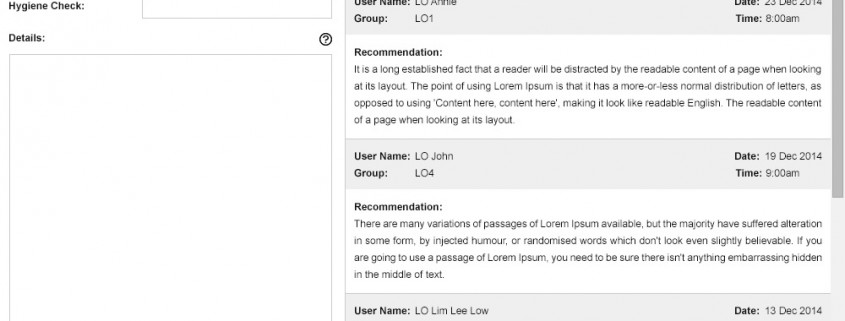 Hygiene Check:
Details:
User Name: LO Annie Date: 23 Dec 2014
Group: LO1 Time: 8:00am
Recommendation:
It is a long established fact that a reader will be distracted by the readable content of a page when looking
at its layout. The point of using Lorem Ipsum is that it has a more-or-less normal distribution of letters, as
opposed to using 'Content here, content here', making it look like readable English. The readable content
of a page when looking at its layout.
User Name: LO John Date: 19 Dec 2014
Group: LO4 Time: 9:00am
Recommendation:
There are many variations of passages of Lorem Ipsum available, but the majority have suffered alteration
in some form, by injected humour, or randomised words which don't look even slightly believable. If you
are going to use a passage of Lorem Ipsum, you need to be sure there isn't anything embarrassing hidden
in the middle of text.
User Name: LO Lim Lee Low Date: 13 Dec 2014